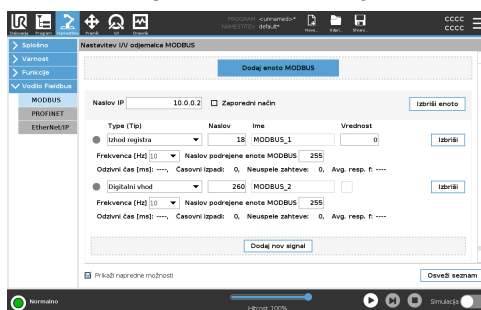 PROGRAM <unnamed>*
NAMESTITEV default*
Delovanje Program Namestitev Premik I/V Dnevnik
Novo... Odpri... Shrani...
CCCC
CCCC
Splošno
Varnost
Funkcije
Vodilo Fieldbus
MODBUS
PROFINET
EtherNet/IP
Nastavitev I/V odjemalca MODBUS
Dodaj enoto MODBUS
Naslov IP 10.0.0.2 Zaporedni način Izbriši enoto
Type (Tip) Naslov Ime Vrednost
Izhod registra 18 MODBUS_1 0 Izbriši
Frekvenca [Hz] 10 Naslov podrejene enote MODBUS 255
Odzivni čas [ms]: ----, Časovni izpadi: 0, Neuspele zahteve: 0, Avg. resp. f: ----
Digitalni vhod 260 MODBUS_2 Izbriši
Frekvenca [Hz] 10 Naslov podrejene enote MODBUS 255
Odzivni čas [ms]: ----, Časovni izpadi: 0, Neuspele zahteve: 0, Avg. resp. f: ----
Dodaj nov signal
Prikaži napredne možnosti Osveži seznam
Normalno
Hitrost 100%
Simulacija